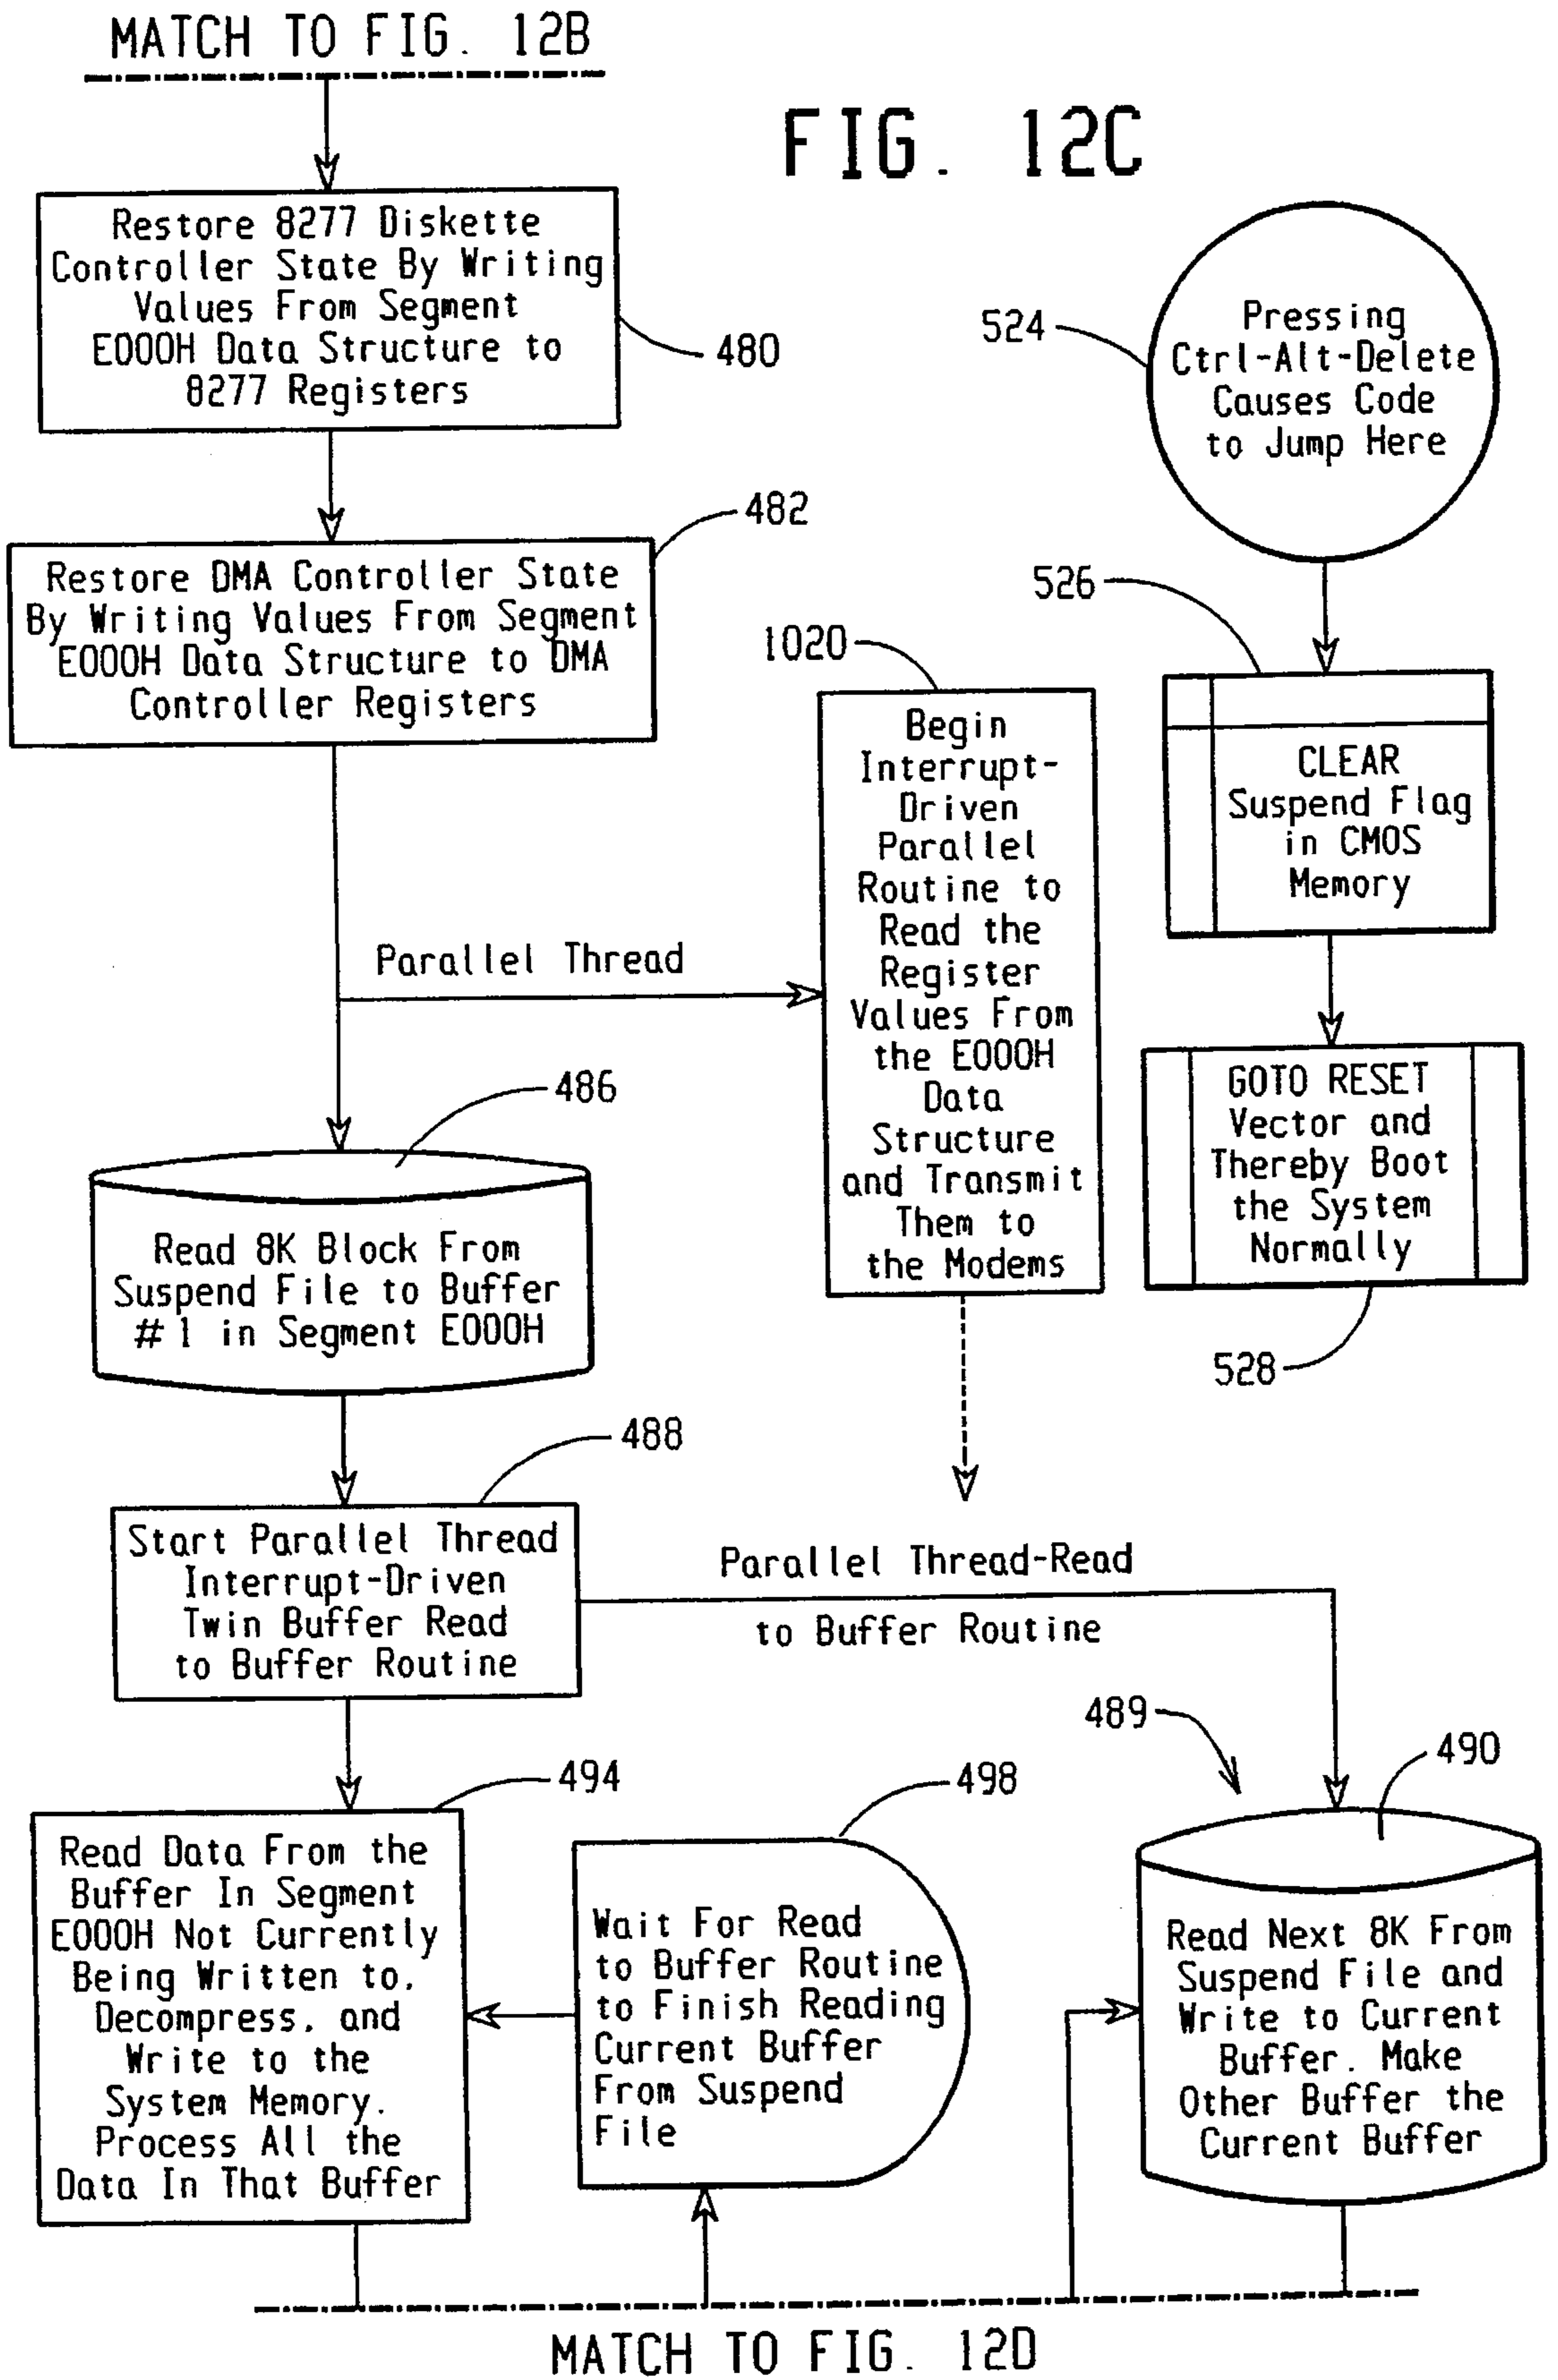 MATCH TO FIG. 12B
FIG. 12C
Restore 8277 Diskette
Controller State By Writing
Values From Segment
E000H Data Structure to
8277 Registers
480
482
Restore DMA Controller State
By Writing Values From Segment
E000H Data Structure to DMA
Controller Registers
Parallel Thread
1020
Begin
Interrupt-
Driven
Parallel
Routine to
Read the
Register
Values From
the E000H
Data
Structure
and Transmit
Them to
the Modems
524
Pressing
Ctrl-Alt-Delete
Causes Code
to Jump Here
526
CLEAR
Suspend Flag
in CMOS
Memory
GOTO RESET
Vector and
Thereby Boot
the System
Normally
528
486
Read 8K Block From
Suspend File to Buffer
#1 in Segment E000H
488
Start Parallel Thread
Interrupt-Driven
Twin Buffer Read
to Buffer Routine
Parallel Thread-Read
to Buffer Routine
494
Read Data From the
Buffer In Segment
E000H Not Currently
Being Written to,
Decompress, and
Write to the
System Memory.
Process All the
Data In That Buffer
498
Wait For Read
to Buffer Routine
to Finish Reading
Current Buffer
From Suspend
File
489
490
Read Next 8K From
Suspend File and
Write to Current
Buffer. Make
Other Buffer the
Current Buffer
MATCH TO FIG. 12D